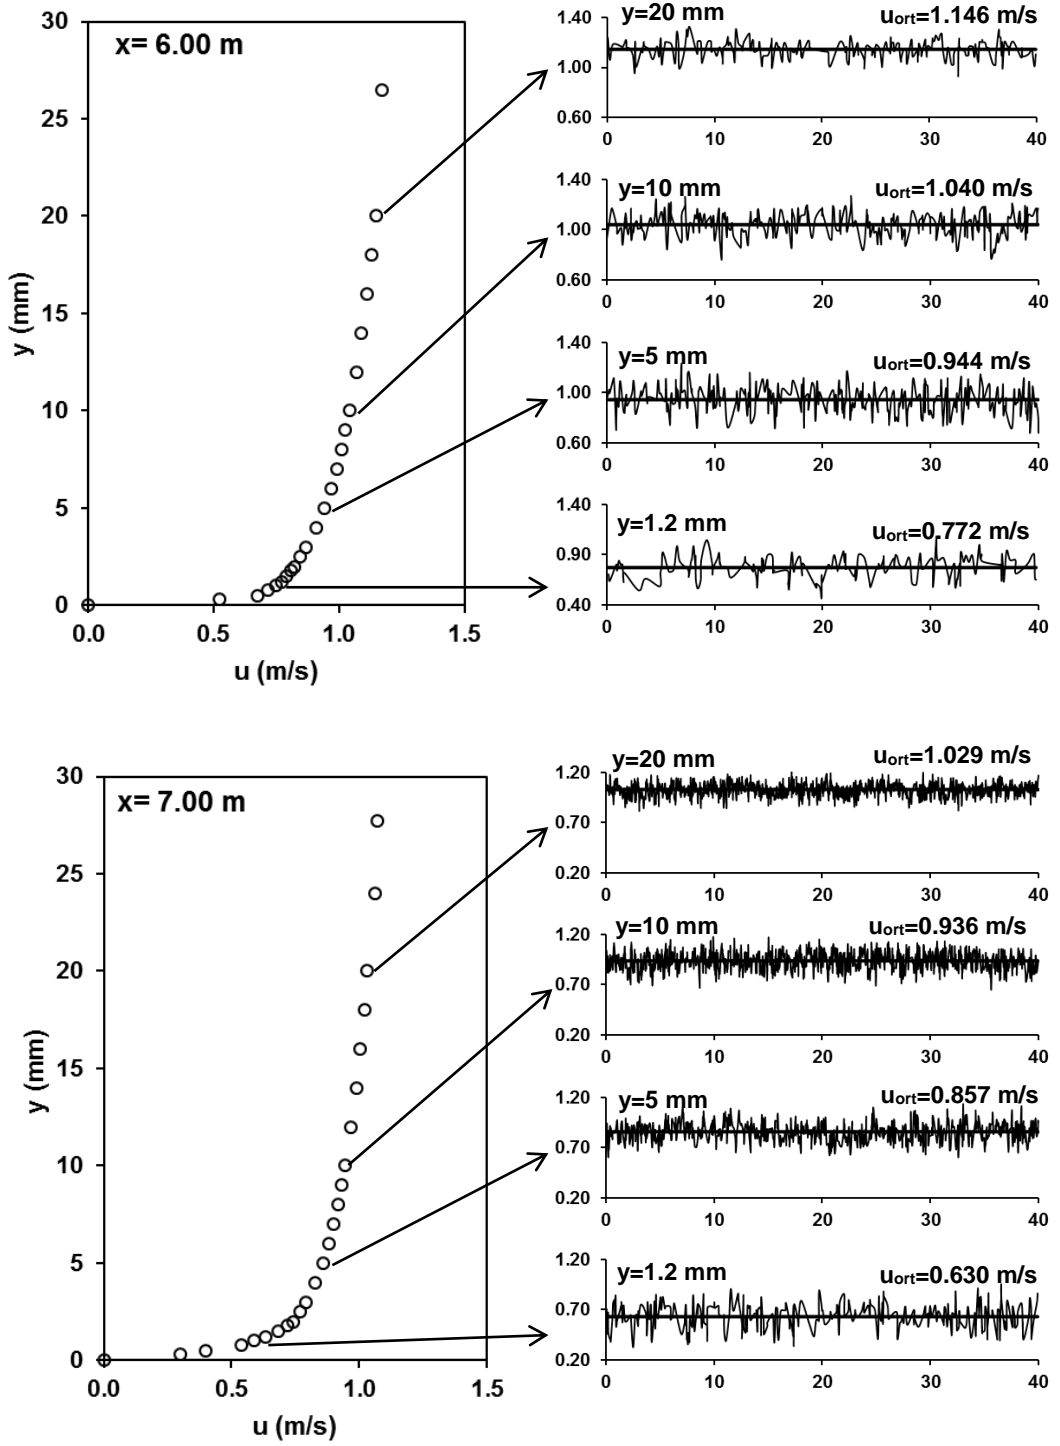 x= 6.00 m
30
25
20
15
10
5
0
y (mm)
0.0 0.5 1.0 1.5
u (m/s)
y=20 mm uort=1.146 m/s
1.40
1.00
0.60
0 10 20 30 40
y=10 mm uort=1.040 m/s
1.40
1.00
0.60
0 10 20 30 40
y=5 mm uort=0.944 m/s
1.40
1.00
0.60
0 10 20 30 40
y=1.2 mm uort=0.772 m/s
1.40
0.90
0.40
0 10 20 30 40
x= 7.00 m
30
25
20
15
10
5
0
y (mm)
0.0 0.5 1.0 1.5
u (m/s)
y=20 mm uort=1.029 m/s
1.20
0.70
0.20
0 10 20 30 40
y=10 mm uort=0.936 m/s
1.20
0.70
0.20
0 10 20 30 40
y=5 mm uort=0.857 m/s
1.20
0.70
0.20
0 10 20 30 40
y=1.2 mm uort=0.630 m/s
1.20
0.70
0.20
0 10 20 30 40